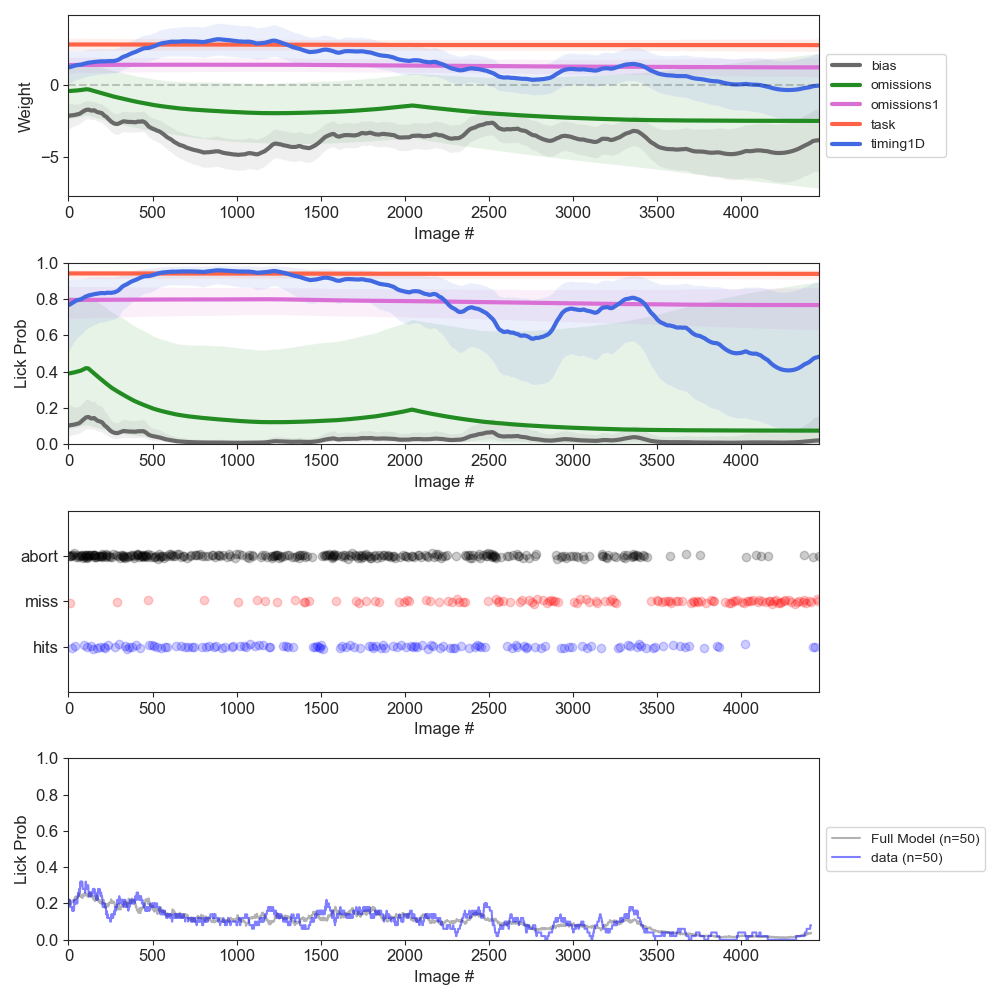 0
−5
Weight
0
500
1000
1500
2000
2500
3000
3500
4000
Image #
bias
omissions
omissions1
task
timing1D
1.0
0.8
0.6
0.4
0.2
0.0
Lick Prob
0
500
1000
1500
2000
2500
3000
3500
4000
Image #
abort
miss
hits
0
500
1000
1500
2000
2500
3000
3500
4000
Image #
1.0
0.8
0.6
0.4
0.2
0.0
Lick Prob
0
500
1000
1500
2000
2500
3000
3500
4000
Image #
Full Model (n=50)
data (n=50)